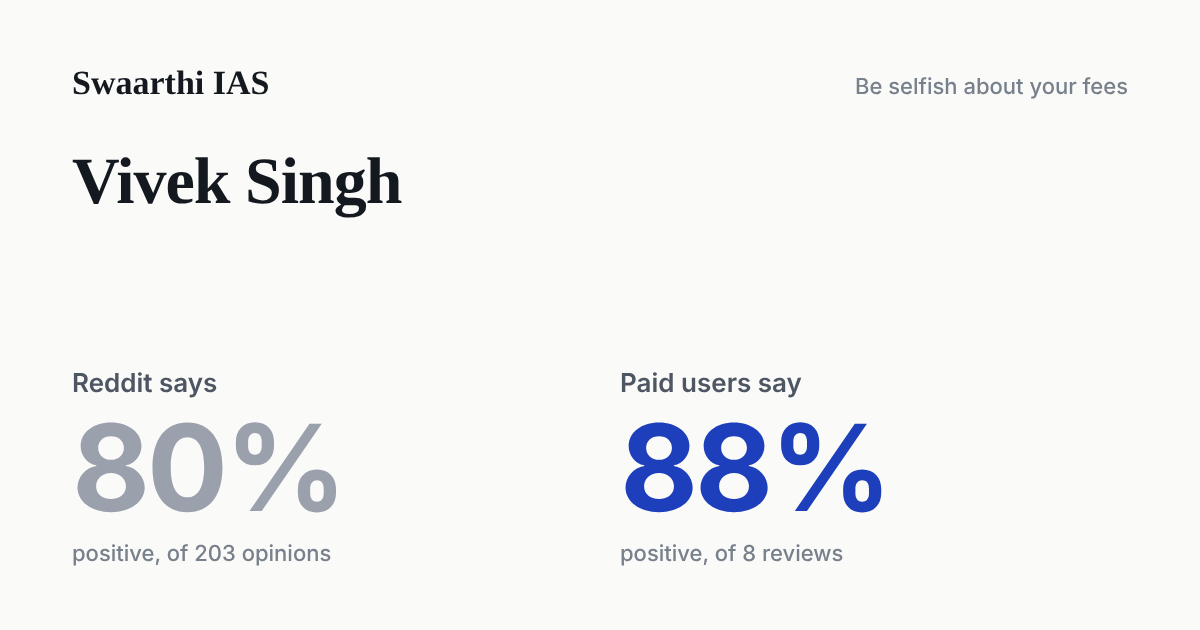 Swaarthi IAS
Be selfish about your fees
Vivek Singh
Reddit says
80%
positive, of 203 opinions
Paid users say
88%
positive, of 8 reviews